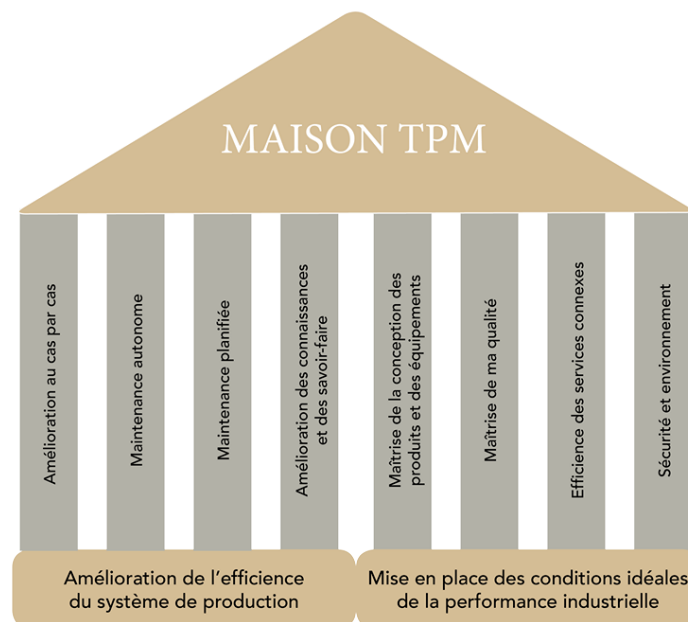 MAISON TPM
Amélioration au cas par cas
Maintenance autonome
Maintenance planifiée
Amélioration des connaissances
et des savoir-faire
Maîtrise de la conception des
produits et des équipements
Maîtrise de ma qualité
Efficience des services connexes
Sécurité et environnement
Amélioration de l'efficience
du système de production
Mise en place des conditions idéales
de la performance industrielle